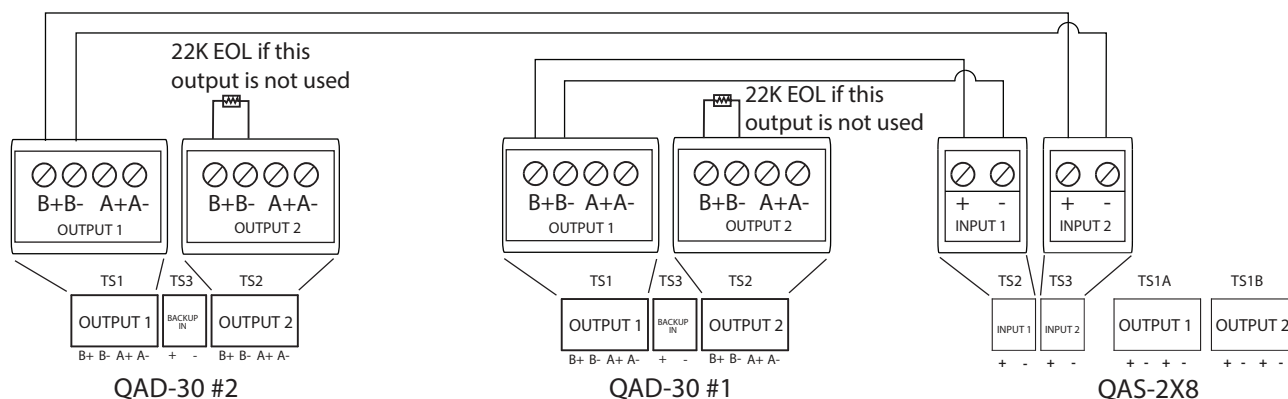 22K EOL if this
output is not used
22K EOL if this
output is not used
B+B- A+A-
OUTPUT 1
B+B- A+A-
OUTPUT 2
B+B- A+A-
OUTPUT 1
B+B- A+A-
OUTPUT 2
+ -
INPUT 1
+ -
INPUT 2
TS1 TS3 TS2
OUTPUT 1
BACKUP
IN
OUTPUT 2
B+ B- A+ A- + - B+ B- A+ A-
QAD-30 #2
TS1 TS3 TS2
OUTPUT 1
BACKUP
IN
OUTPUT 2
B+ B- A+ A- + - B+ B- A+ A-
QAD-30 #1
TS2 TS3 TS1A TS1B
INPUT 1
INPUT 2
OUTPUT 1
OUTPUT 2
+ - + - + - + - + - + -
QAS-2X8